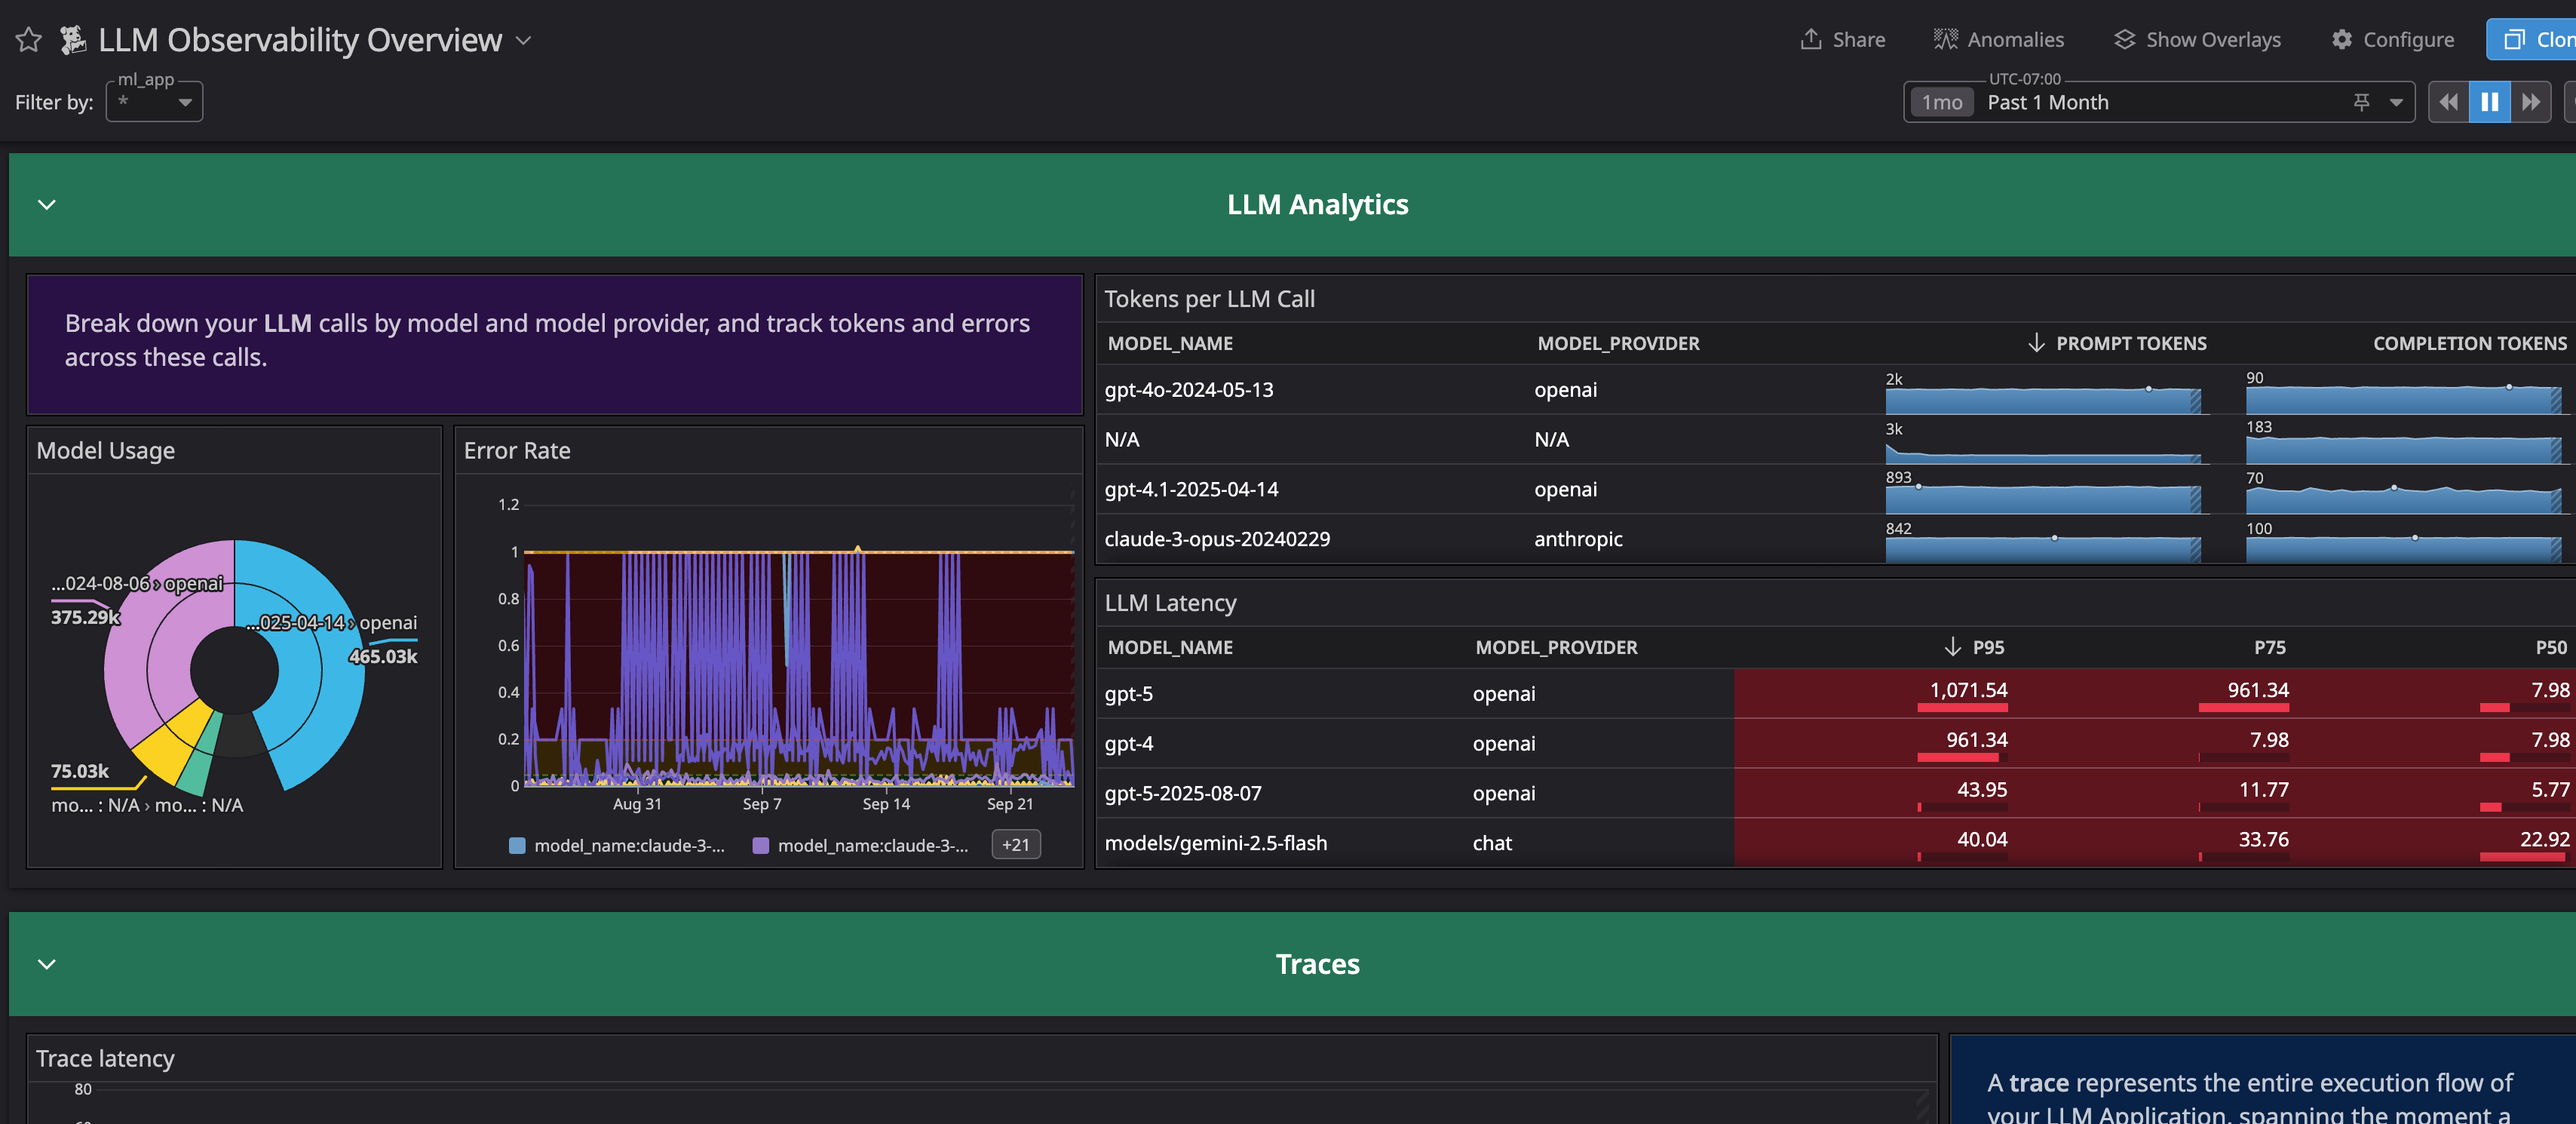 LLM Observability Overview
Share
Anomalies
Show Overlays
Configure
Clon
Filter by:
ml_app
*
UTC-07:00
1mo
Past 1 Month
LLM Analytics
Break down your LLM calls by model and model provider, and track tokens and errors
across these calls.
Model Usage
...024-08-06 › openai
375.29k
...025-04-14 › openai
465.03k
75.03k
mo... : N/A › mo... : N/A
Error Rate
1.2
1
0.8
0.6
0.4
0.2
0
Aug 31
Sep 7
Sep 14
Sep 21
model_name:claude-3-...
model_name:claude-3-...
+21
Tokens per LLM Call
MODEL_NAME MODEL_PROVIDER PROMPT TOKENS COMPLETION TOKENS
gpt-4o-2024-05-13 openai 2k 90
N/A N/A 3k 183
gpt-4.1-2025-04-14 openai 893 70
claude-3-opus-20240229 anthropic 842 100
LLM Latency
MODEL_NAME MODEL_PROVIDER P95 P75 P50
gpt-5 openai 1,071.54 961.34 7.98
gpt-4 openai 961.34 7.98 7.98
gpt-5-2025-08-07 openai 43.95 11.77 5.77
models/gemini-2.5-flash chat 40.04 33.76 22.92
Traces
Trace latency
80
A trace represents the entire execution flow of
your LLM Application, spanning the moment a